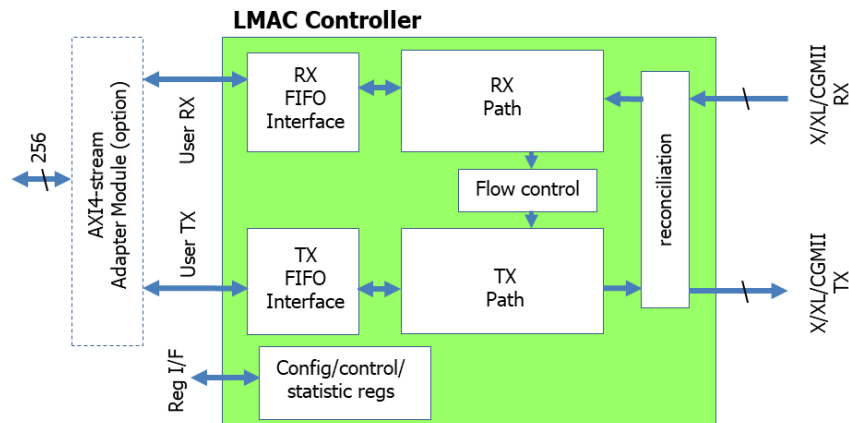 LMAC Controller
256
AXI4-stream
Adapter Module (option)
User RX
RX
FIFO
Interface
RX
Path
X/XL/CGMII
RX
Flow control
reconciliation
User TX
TX
FIFO
Interface
TX
Path
X/XL/CGMII
TX
Reg I/F
Config/control/
statistic regs